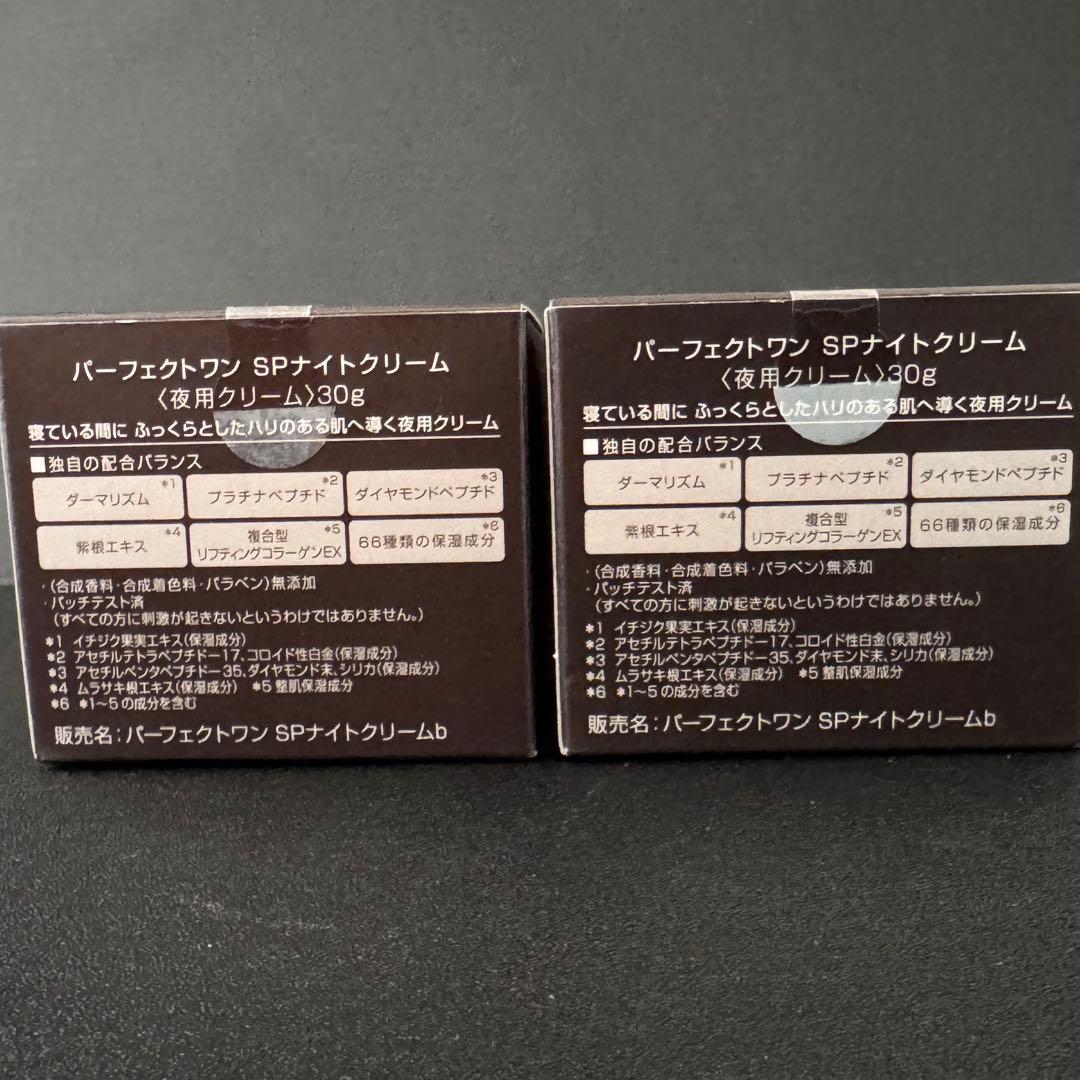 パーフェクトワン SPナイトクリーム
〈夜用クリーム〉30g
寝ている間に ふっくらとしたハリのある肌へ導く夜用クリーム
■独自の配合バランス
ダーマリズム*1 プラチナペプチド*2 ダイヤモンドペプチド*3
紫根エキス*4 複合型リフティングコラーゲンEX*5 66種類の保湿成分*6
・(合成香料・合成着色料・パラベン)無添加
・パッチテスト済
(すべての方に刺激が起きないというわけではありません。)
*1 イチジク果実エキス(保湿成分)
*2 アセチルテトラペプチド-17、コロイド性白金(保湿成分)
*3 アセチルペンタペプチド-35、ダイヤモンド末、シリカ(保湿成分)
*4 ムラサキ根エキス(保湿成分) *5 整肌保湿成分
*6 *1~5の成分を含む
販売名:パーフェクトワン SPナイトクリームb
パーフェクトワン SPナイトクリーム
〈夜用クリーム〉30g
寝ている間に ふっくらとしたハリのある肌へ導く夜用クリーム
■独自の配合バランス
ダーマリズム*1 プラチナペプチド*2 ダイヤモンドペプチド*3
紫根エキス*4 複合型リフティングコラーゲンEX*5 66種類の保湿成分*6
・(合成香料・合成着色料・パラベン)無添加
・パッチテスト済
(すべての方に刺激が起きないというわけではありません。)
*1 イチジク果実エキス(保湿成分)
*2 アセチルテトラペプチド-17、コロイド性白金(保湿成分)
*3 アセチルペンタペプチド-35、ダイヤモンド末、シリカ(保湿成分)
*4 ムラサキ根エキス(保湿成分) *5 整肌保湿成分
*6 *1~5の成分を含む
販売名:パーフェクトワン SPナイトクリームb